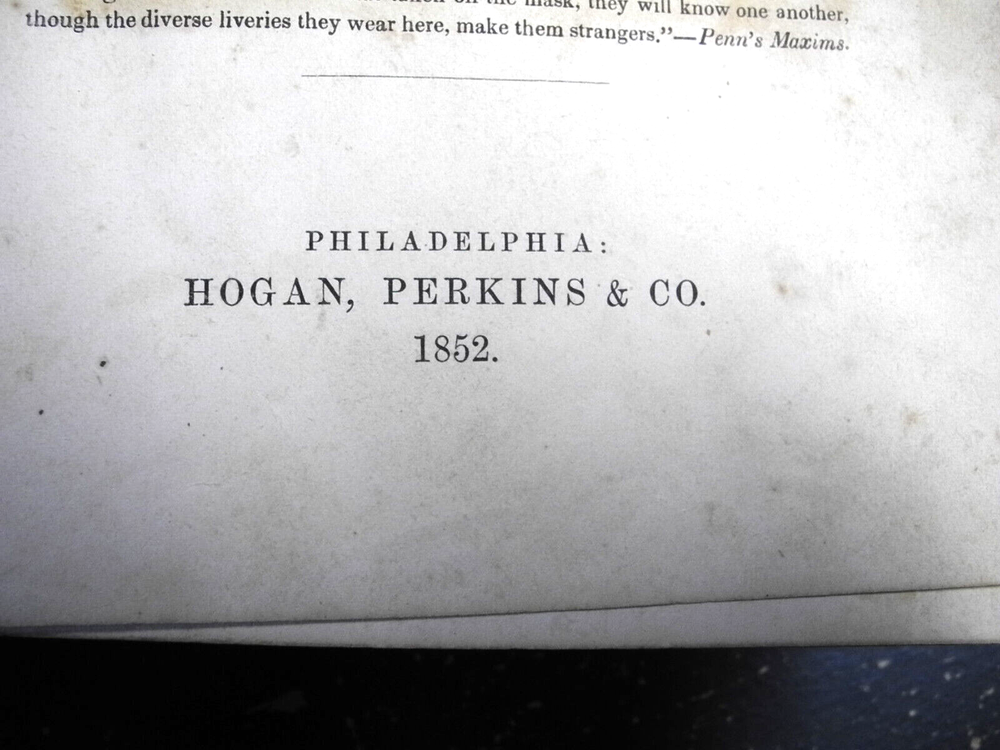 the mask, they will know one another,
though the diverse liveries they wear here, make them strangers."—Penn's Maxims.
PHILADELPHIA:
HOGAN, PERKINS & CO.
1852.